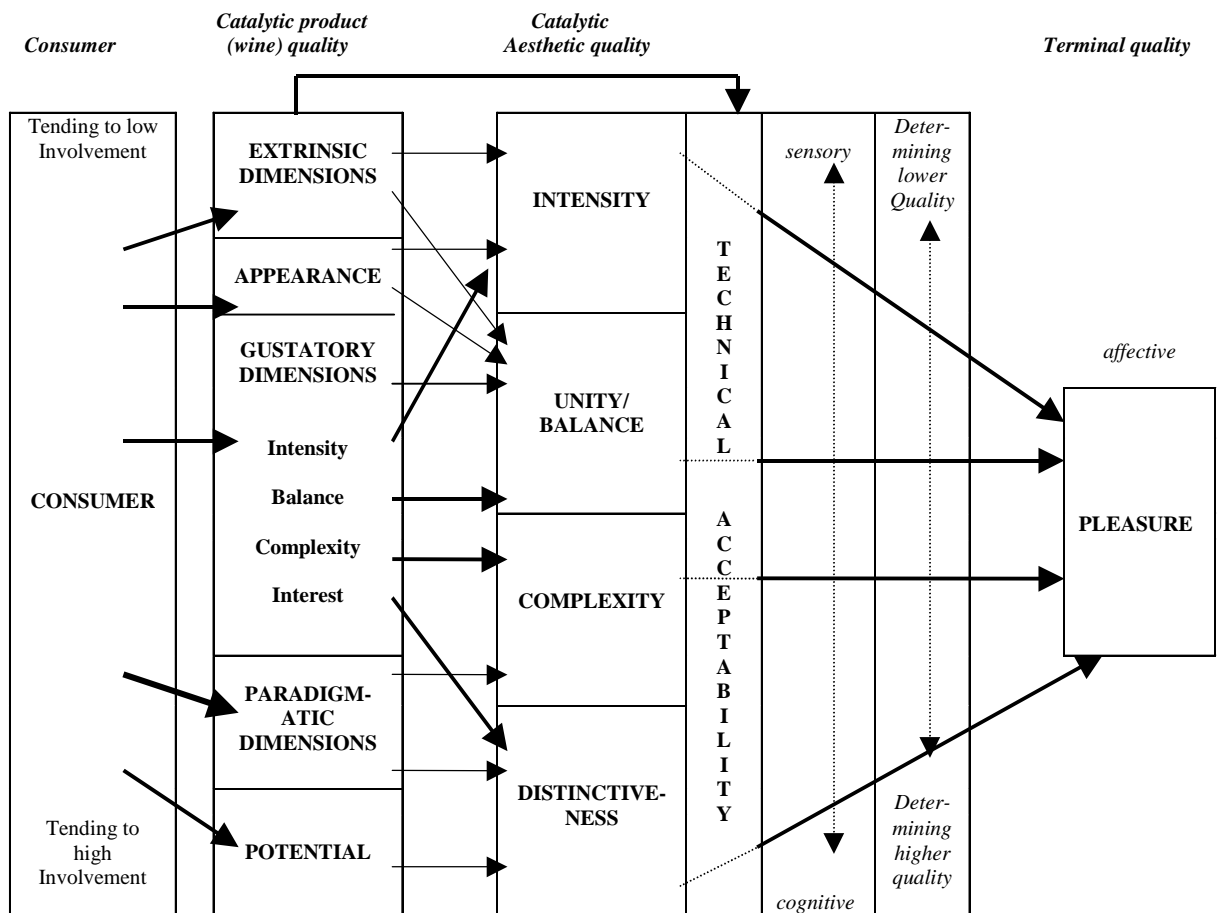 Consumer
Catalytic product
(wine) quality
Catalytic
Aesthetic quality
Terminal quality
Tending to low
Involvement
CONSUMER
Tending to
high
Involvement
EXTRINSIC
DIMENSIONS
APPEARANCE
GUSTATORY
DIMENSIONS
Intensity
Balance
Complexity
Interest
PARADIGM-
ATIC
DIMENSIONS
POTENTIAL
INTENSITY
UNITY/
BALANCE
COMPLEXITY
DISTINCTIVE-
NESS
T
E
C
H
N
I
C
A
L
A
C
C
E
P
T
A
B
I
L
I
T
Y
sensory
cognitive
Deter-
mining
lower
Quality
Deter-
mining
higher
quality
affective
PLEASURE